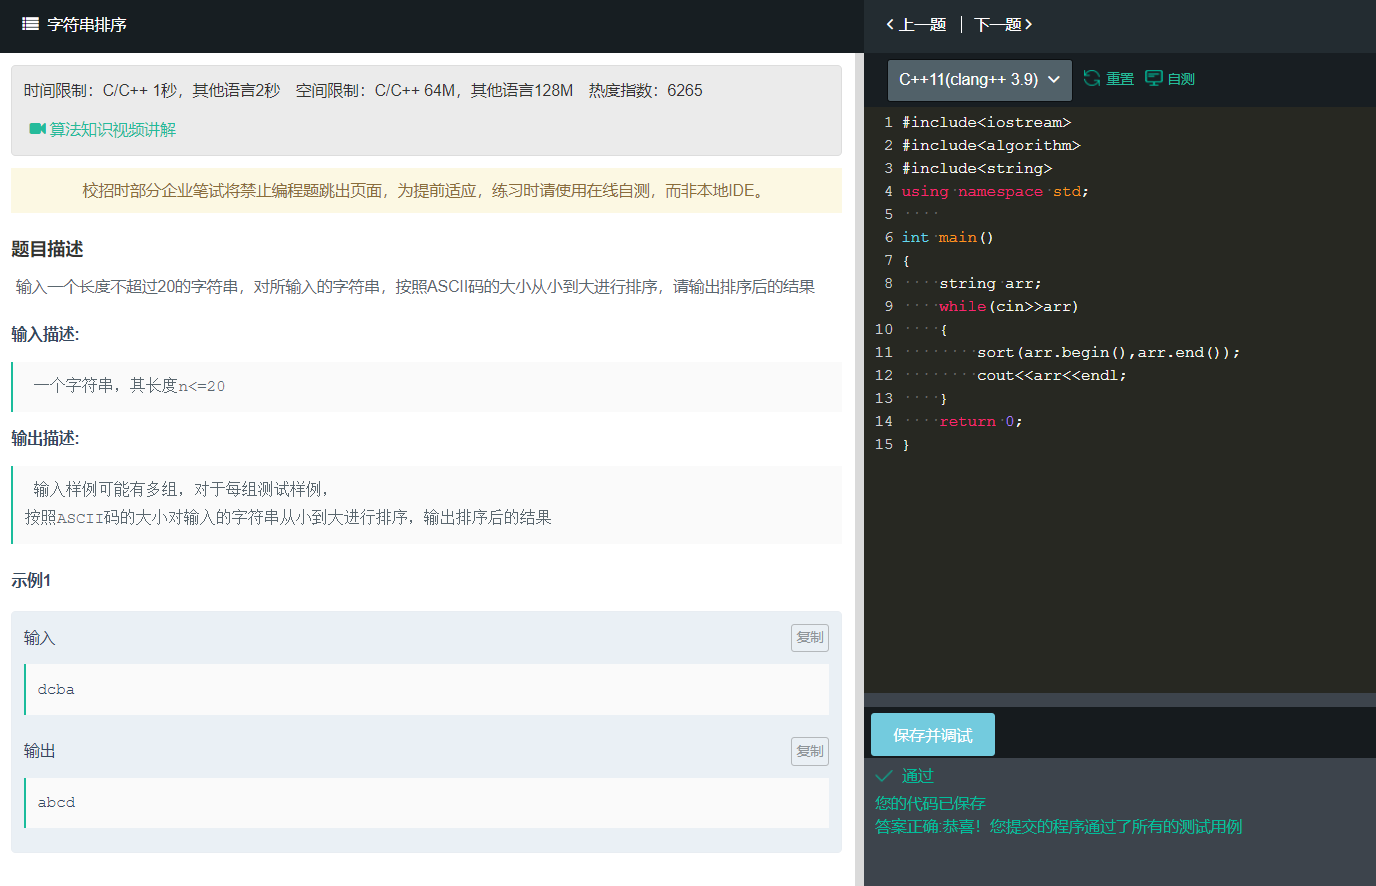 字符串排序
时间限制：C/C++ 1秒，其他语言2秒 空间限制：C/C++ 64M，其他语言128M 热度指数：6265
算法知识视频讲解
校招时部分企业笔试将禁止编程题跳出页面，为提前适应，练习时请使用在线自测，而非本地IDE。
题目描述
输入一个长度不超过20的字符串，对所输入的字符串，按照ASCII码的大小从小到大进行排序，请输出排序后的结果
输入描述:
一个字符串，其长度n<=20
输出描述:
输入样例可能有多组，对于每组测试样例，
按照ASCII码的大小对输入的字符串从小到大进行排序，输出排序后的结果
示例1
输入
复制
dcba
输出
复制
abcd
上一题 | 下一题
C++11(clang++ 3.9) 重置 自测
1 #include<iostream>
2 #include<algorithm>
3 #include<string>
4 using namespace std;
5
6 int main()
7 {
8     string arr;
9     while(cin>>arr)
10     {
11         sort(arr.begin(),arr.end());
12         cout<<arr<<endl;
13     }
14     return 0;
15 }
保存并调试
通过
您的代码已保存
答案正确:恭喜！您提交的程序通过了所有的测试用例